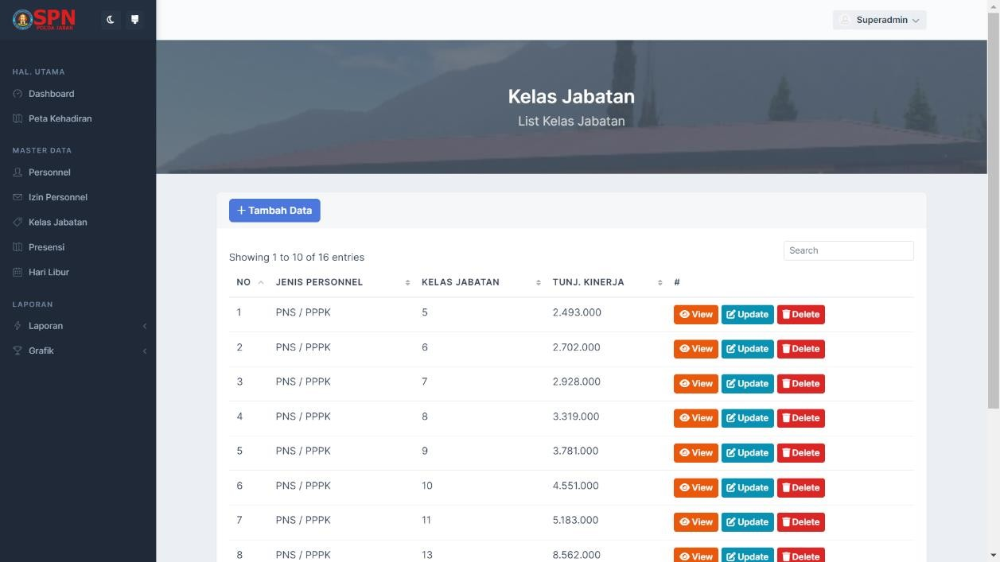 SPN
POLDA JABAR
Superadmin
HAL. UTAMA
Dashboard
Peta Kehadiran
MASTER DATA
Personnel
Izin Personnel
Kelas Jabatan
Presensi
Hari Libur
LAPORAN
Laporan
Grafik
Kelas Jabatan
List Kelas Jabatan
+ Tambah Data
Showing 1 to 10 of 16 entries
Search
NO JENIS PERSONNEL KELAS JABATAN TUNJ. KINERJA #
1 PNS / PPPK 5 2.493.000 View Update Delete
2 PNS / PPPK 6 2.702.000 View Update Delete
3 PNS / PPPK 7 2.928.000 View Update Delete
4 PNS / PPPK 8 3.319.000 View Update Delete
5 PNS / PPPK 9 3.781.000 View Update Delete
6 PNS / PPPK 10 4.551.000 View Update Delete
7 PNS / PPPK 11 5.183.000 View Update Delete
8 PNS / PPPK 13 8.562.000 View Update Delete